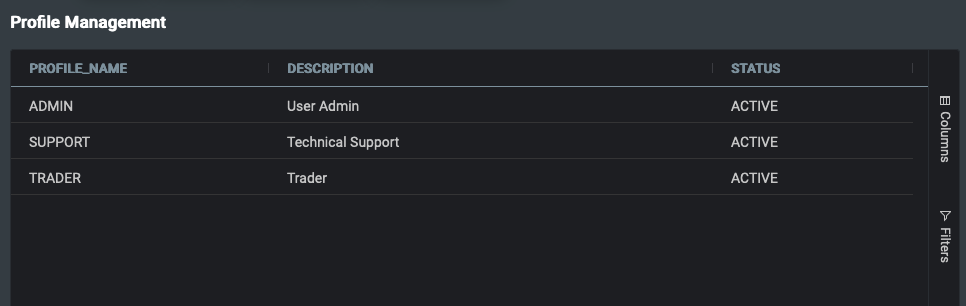 Profile Management
PROFILE_NAME DESCRIPTION STATUS
ADMIN User Admin ACTIVE
SUPPORT Technical Support ACTIVE
TRADER Trader ACTIVE
Columns
Filters